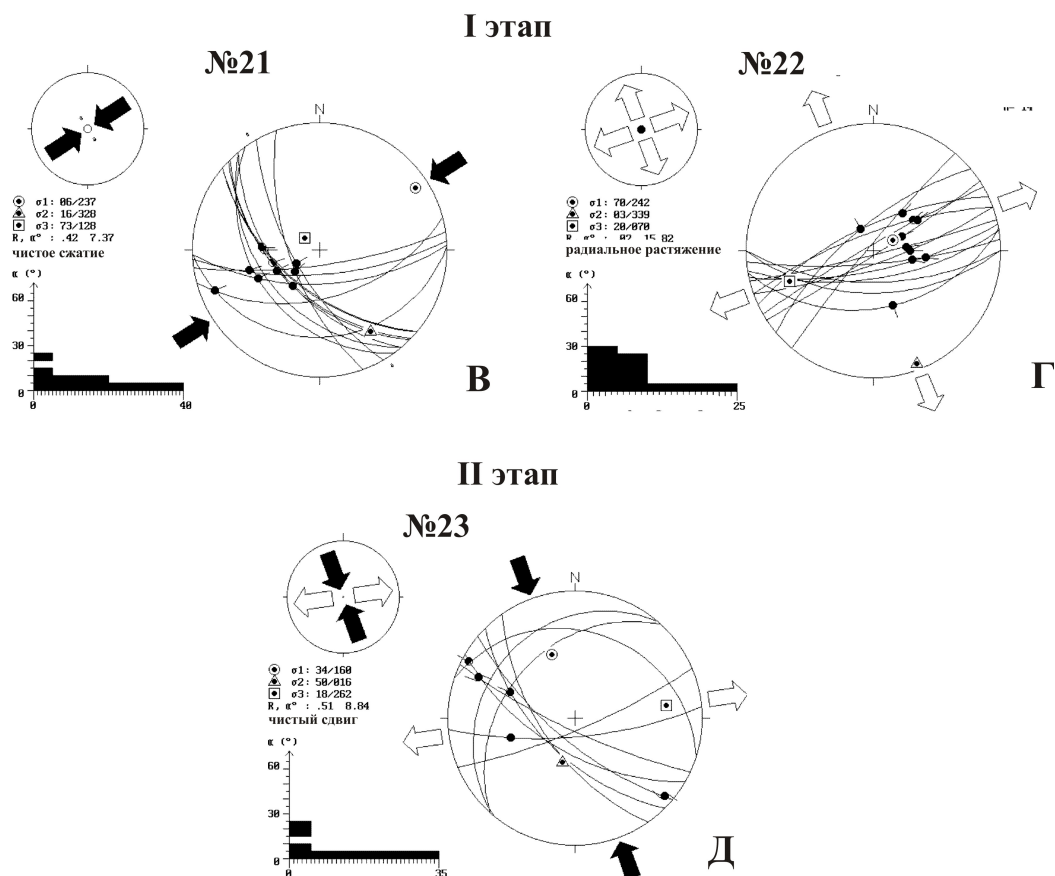 I этап
№21
N
σ1: 06/237
σ2: 16/328
σ3: 73/128
R, α° : .42 7.37
чистое сжатие
α (°)
60
30
0
0
40
В
№22
N
σ1: 70/242
σ2: 03/339
σ3: 20/070
R, α° : .02 15.82
радиальное растяжение
α (°)
60
30
0
0
25
Г
II этап
№23
N
σ1: 34/160
σ2: 50/016
σ3: 18/262
R, α° : .51 8.84
чистый сдвиг
α (°)
60
30
0
0
35
Д